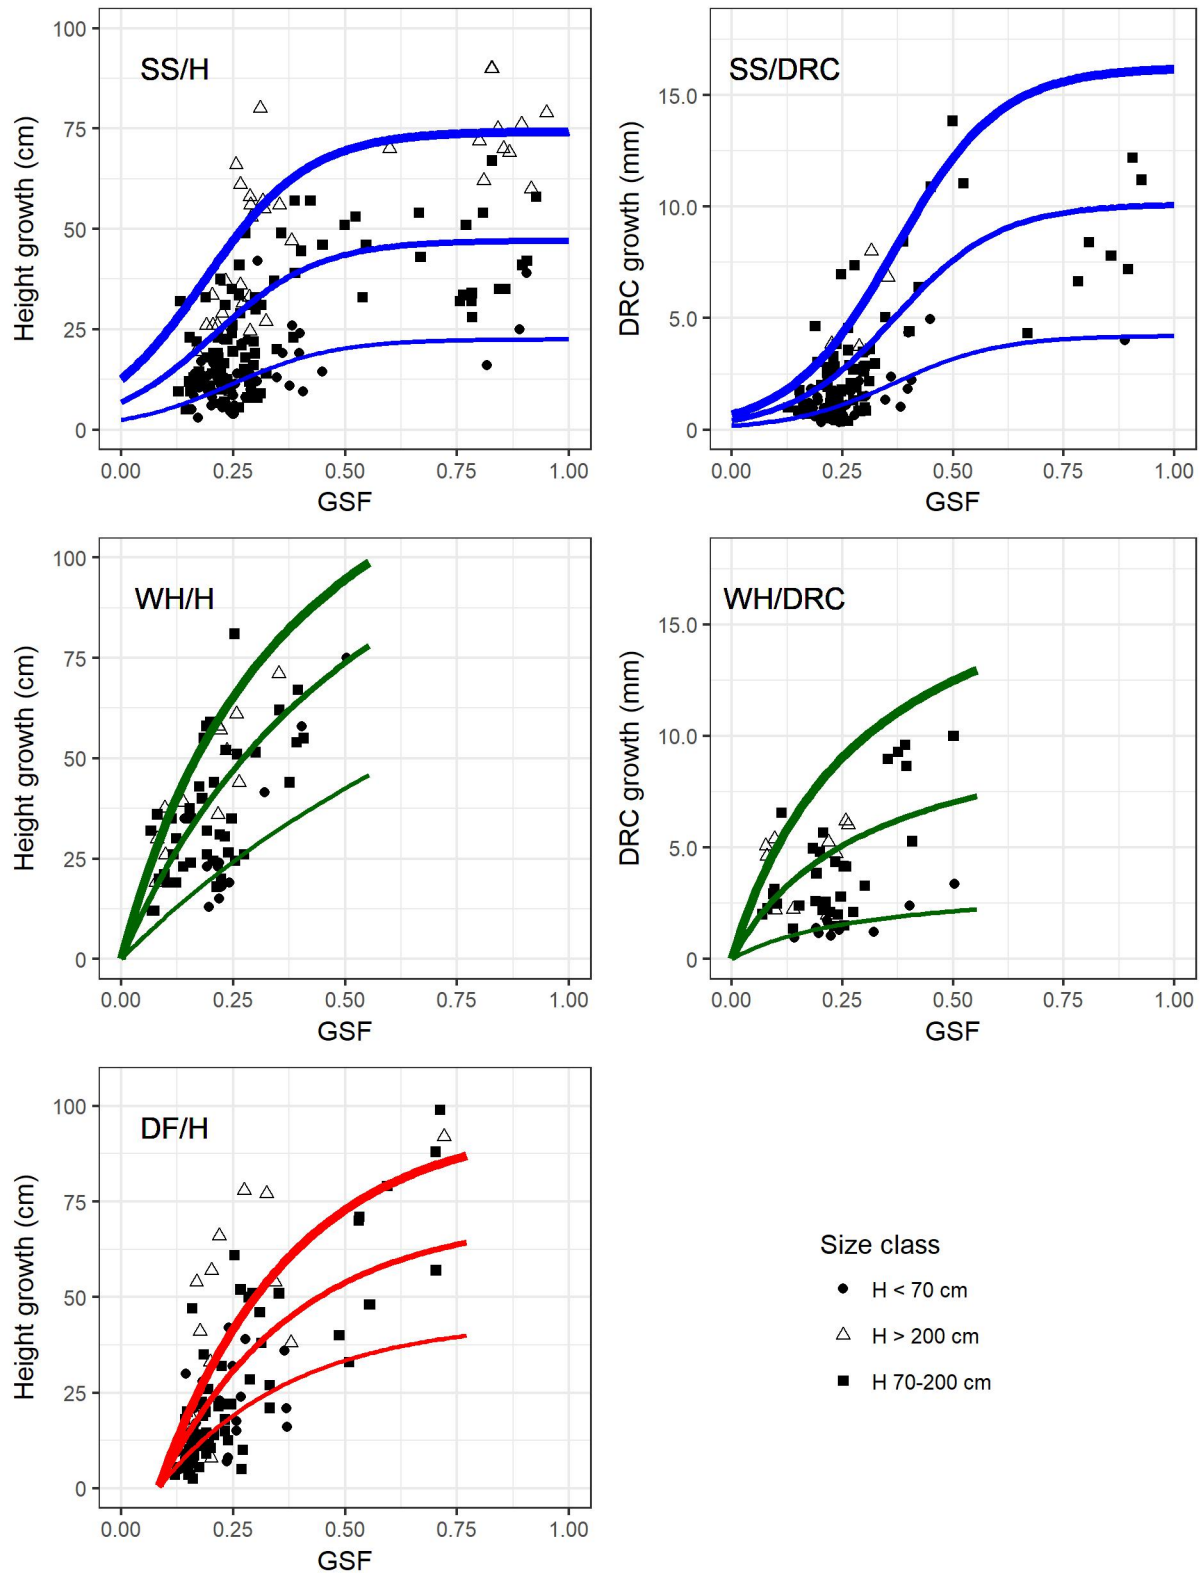 SS/H
Height growth (cm)
100
75
50
25
0
0.00 0.25 0.50 0.75 1.00
GSF
SS/DRC
DRC growth (mm)
15.0
10.0
5.0
0
0.00 0.25 0.50 0.75 1.00
GSF
WH/H
Height growth (cm)
100
75
50
25
0
0.00 0.25 0.50 0.75 1.00
GSF
WH/DRC
DRC growth (mm)
15.0
10.0
5.0
0
0.00 0.25 0.50 0.75 1.00
GSF
DF/H
Height growth (cm)
100
75
50
25
0
0.00 0.25 0.50 0.75 1.00
GSF
Size class
H < 70 cm
H > 200 cm
H 70-200 cm